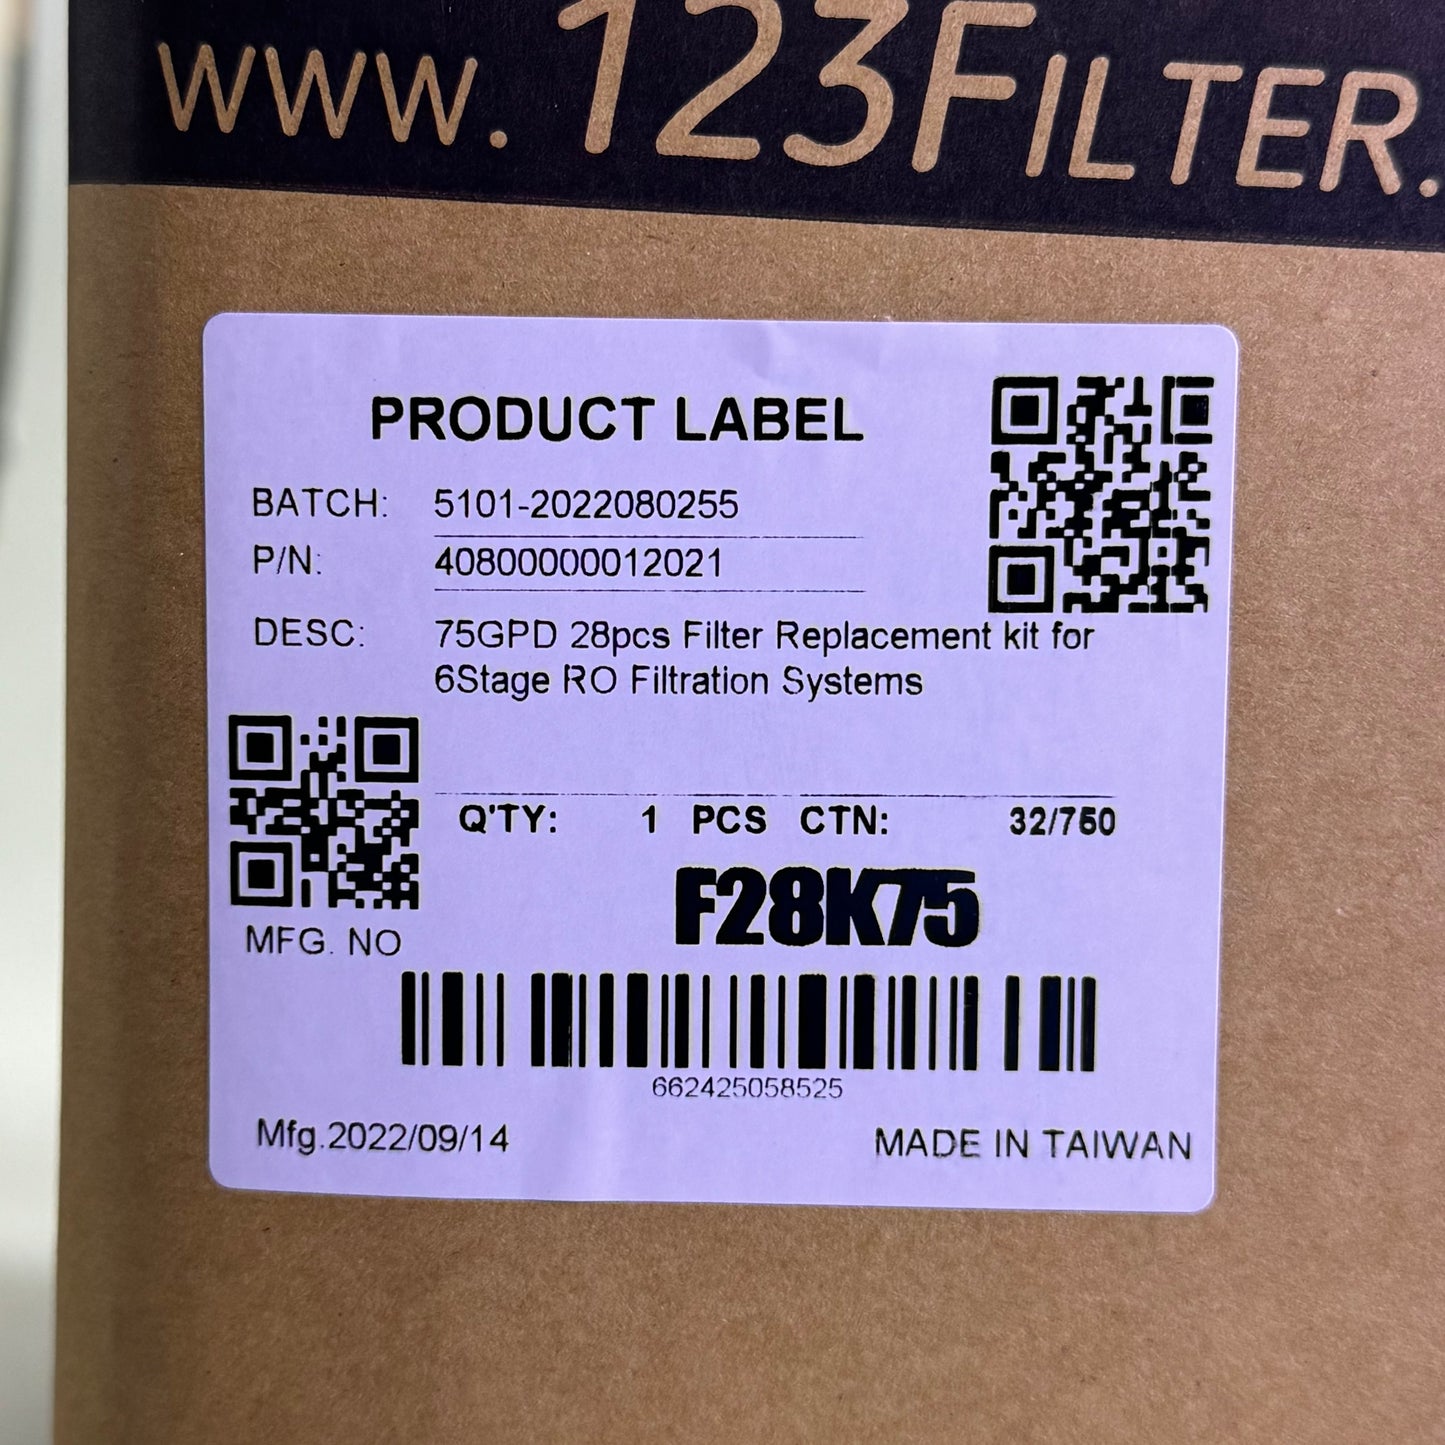 www.123Filter.
PRODUCT LABEL
BATCH: 5101-2022080255
P/N: 40800000012021
DESC: 75GPD 28pcs Filter Replacement kit for
6Stage RO Filtration Systems
Q'TY: 1 PCS CTN: 32/750
F28K75
MFG. NO
662425058525
Mfg.2022/09/14 MADE IN TAIWAN